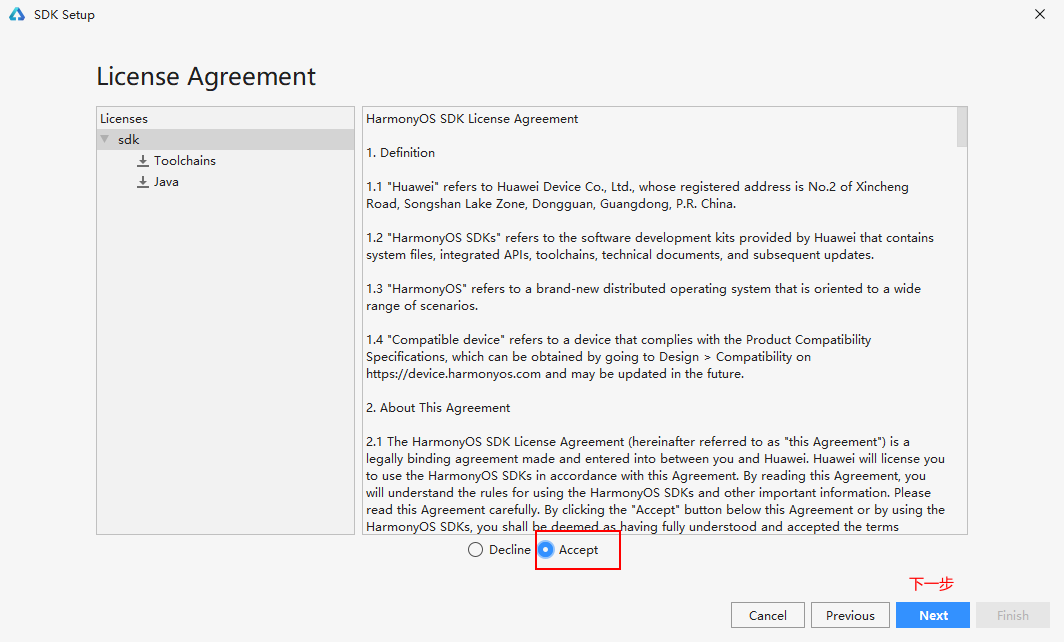 SDK Setup
License Agreement
Licenses
sdk
Toolchains
Java
HarmonyOS SDK License Agreement
1. Definition
1.1 "Huawei" refers to Huawei Device Co., Ltd., whose registered address is No.2 of Xincheng
Road, Songshan Lake Zone, Dongguan, Guangdong, P.R. China.
1.2 "HarmonyOS SDKs" refers to the software development kits provided by Huawei that contains
system files, integrated APIs, toolchains, technical documents, and subsequent updates.
1.3 "HarmonyOS" refers to a brand-new distributed operating system that is oriented to a wide
range of scenarios.
1.4 "Compatible device" refers to a device that complies with the Product Compatibility
Specifications, which can be obtained by going to Design > Compatibility on
https://device.harmonyos.com and may be updated in the future.
2. About This Agreement
2.1 The HarmonyOS SDK License Agreement (hereinafter referred to as "this Agreement") is a
legally binding agreement made and entered into between you and Huawei. Huawei will license you
to use the HarmonyOS SDKs in accordance with this Agreement. By reading this Agreement, you
will understand the rules for using the HarmonyOS SDKs and other important information. Please
read this Agreement carefully. By clicking the "Accept" button below this Agreement or by using the
HarmonyOS SDKs, you shall be deemed as having fully understood and accepted the terms
Decline Accept
下一步
Cancel Previous Next Finish